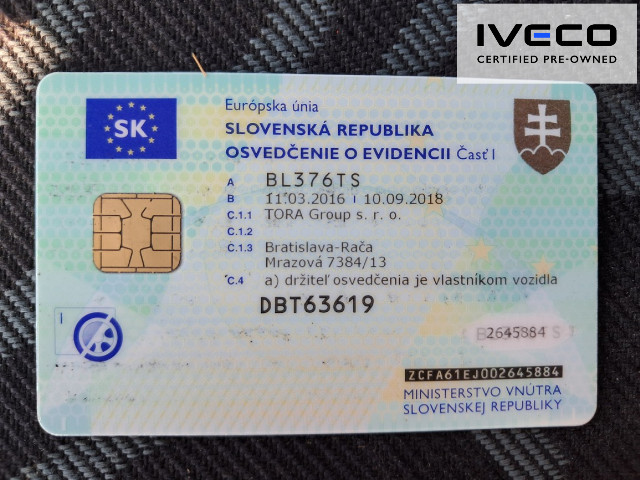 IVECO
CERTIFIED PRE-OWNED
Európska únia
SK
SLOVENSKÁ REPUBLIKA
OSVEDČENIE O EVIDENCII Časť I
A BL376TS
B 11.03.2016 I 10.09.2018
C.1.1 TORA Group s. r. o.
C.1.2
C.1.3 Bratislava-Rača
Mrazová 7384/13
C.4 a) držiteľ osvedčenia je vlastníkom vozidla
DBT63619
I
2645884
ZCFA61EJ002645884
MINISTERSTVO VNÚTRA
SLOVENSKEJ REPUBLIKY